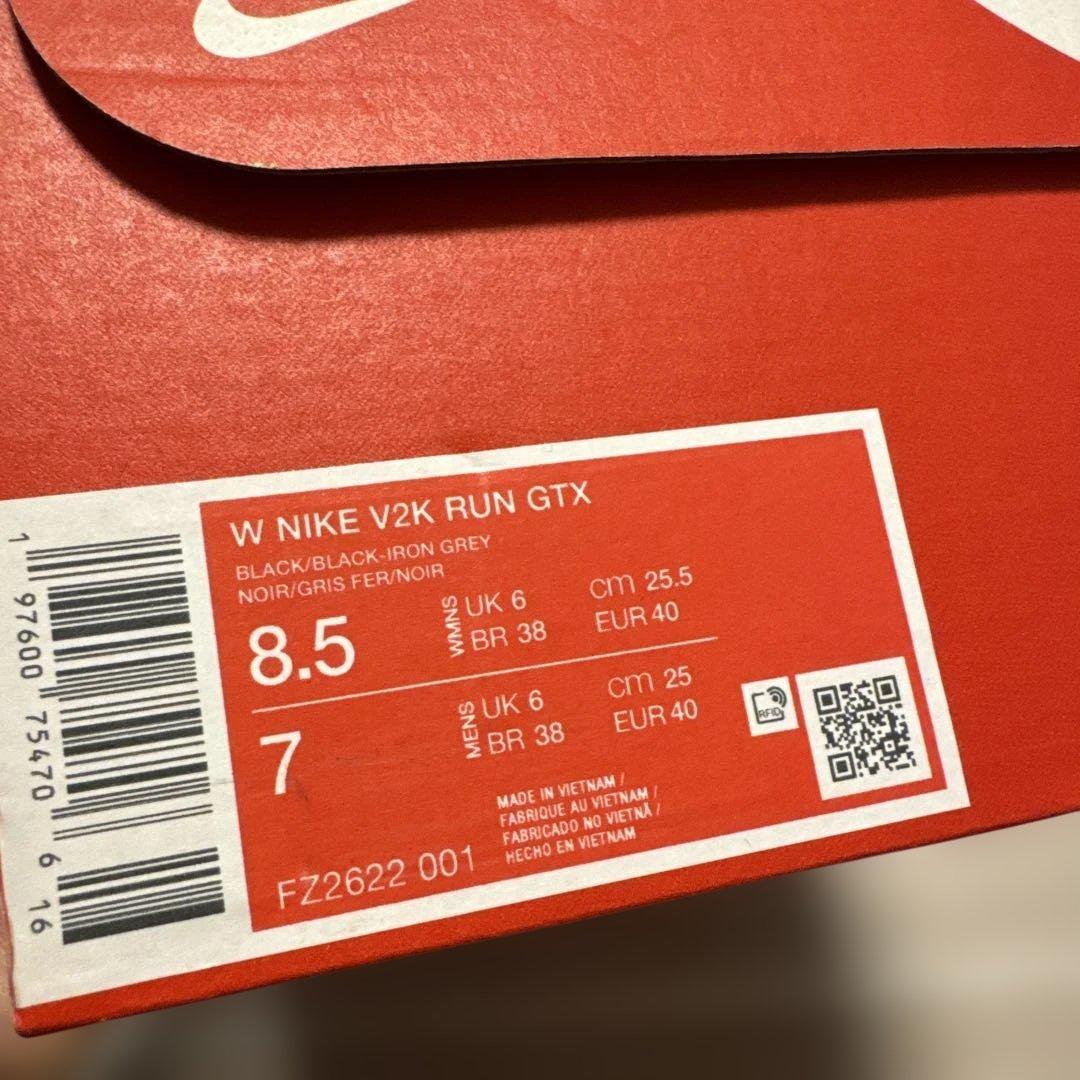 W NIKE V2K RUN GTX
BLACK/BLACK-IRON GREY
NOIR/GRIS FER/NOIR
8.5
WMNS
UK 6
cm 25.5
BR 38
EUR 40
7
MENS
UK 6
cm 25
BR 38
EUR 40
RFID
MADE IN VIETNAM /
FABRIQUE AU VIETNAM /
FABRICADO NO VIETNÃ /
HECHO EN VIETNAM
FZ2622 001
1 97600 75470 6 16